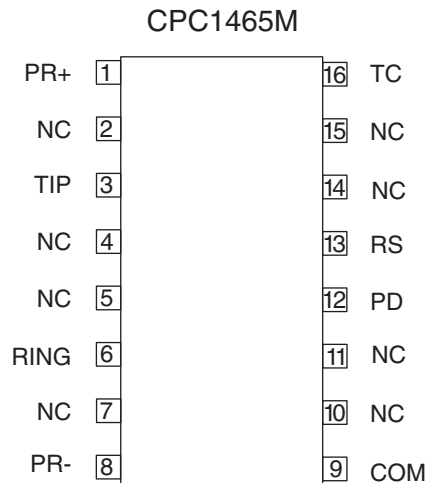 CPC1465M
PR+ 1 16 TC
NC 2 15 NC
TIP 3 14 NC
NC 4 13 RS
NC 5 12 PD
RING 6 11 NC
NC 7 10 NC
PR- 8 9 COM